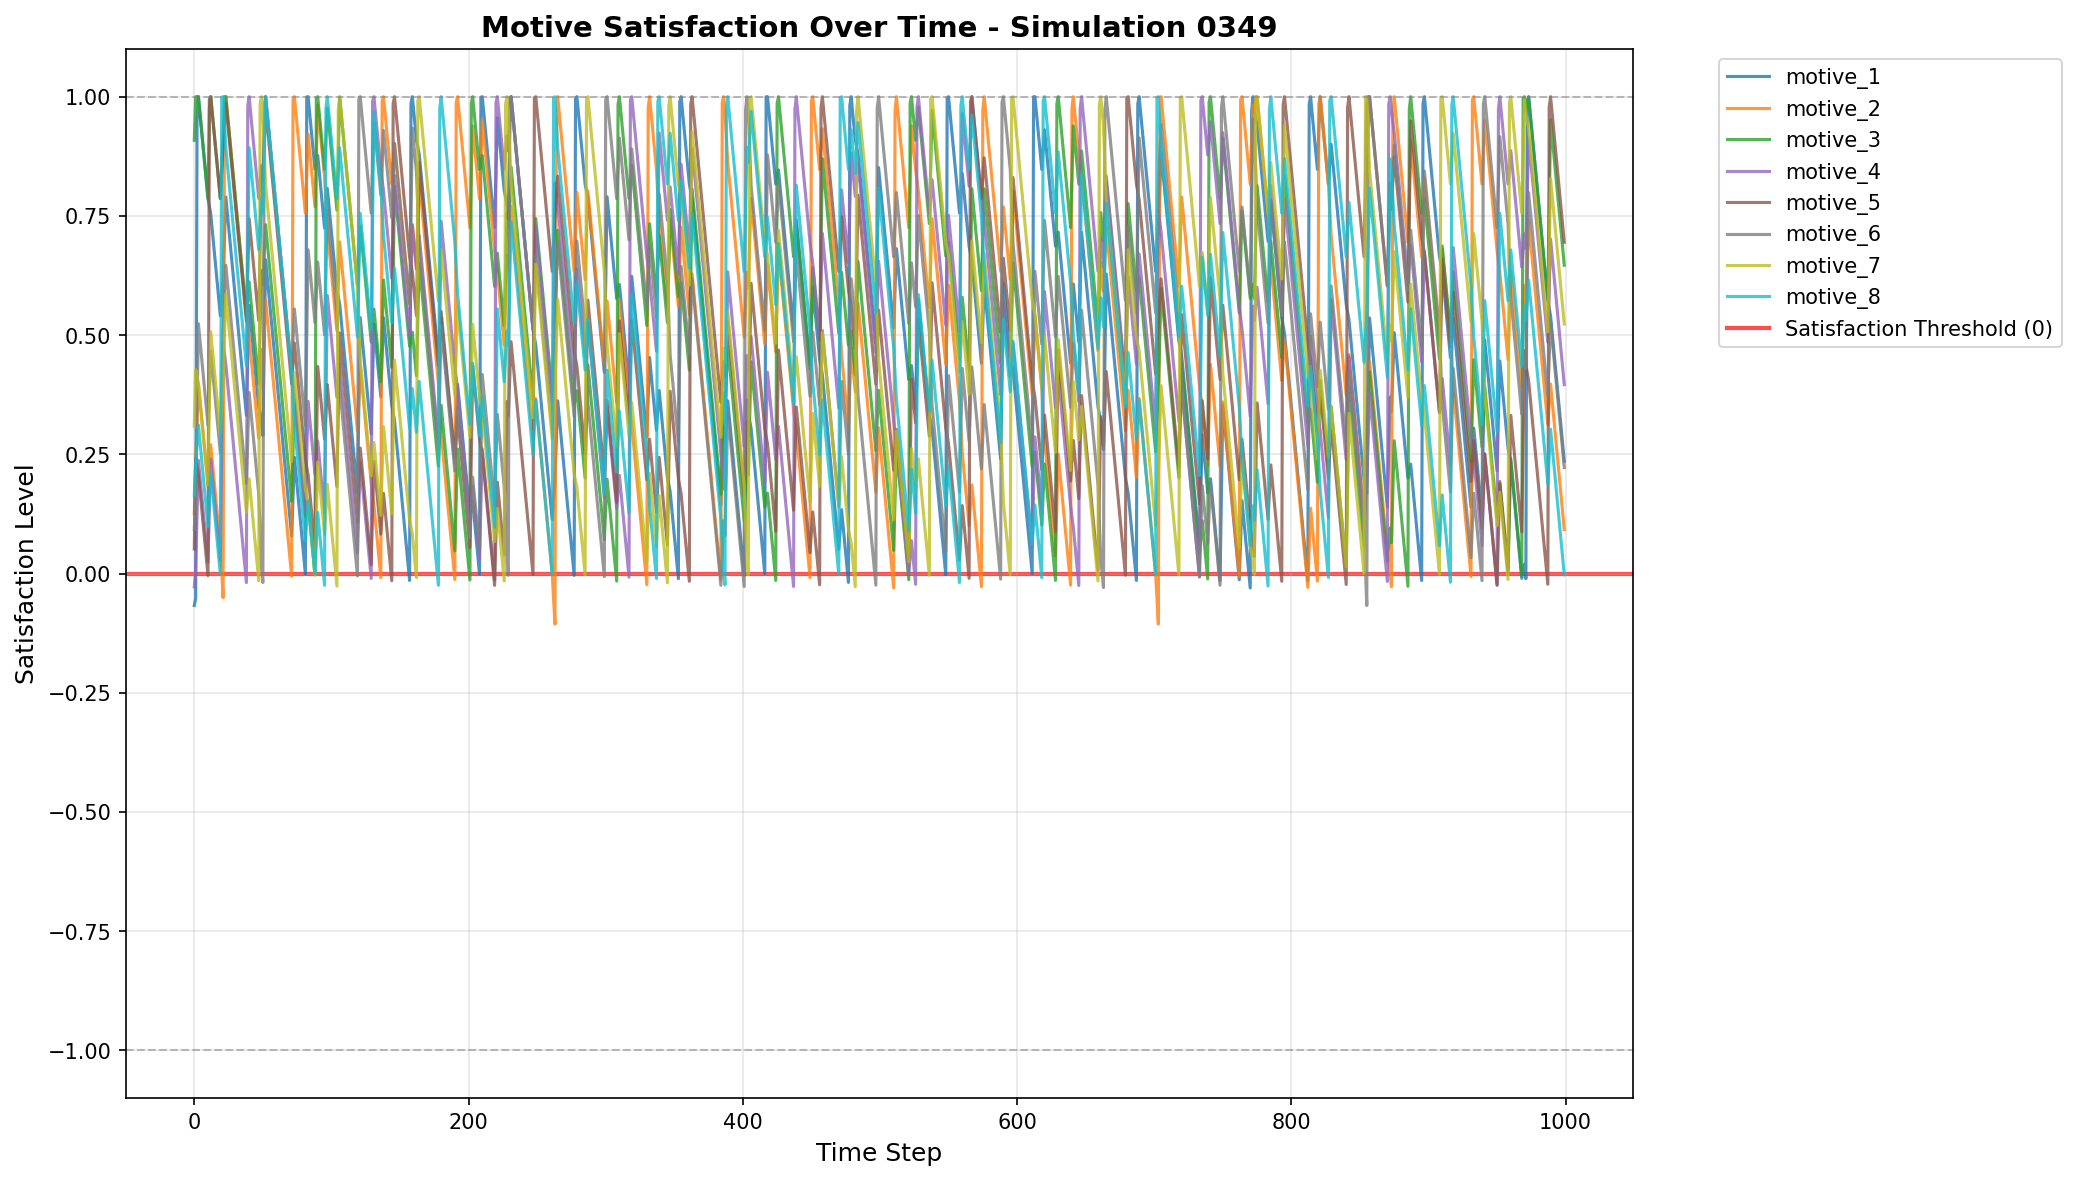 Motive Satisfaction Over Time - Simulation 0349
Satisfaction Level
1.00
0.75
0.50
0.25
0.00
−0.25
−0.50
−0.75
−1.00
0
200
400
600
800
1000
Time Step
motive_1
motive_2
motive_3
motive_4
motive_5
motive_6
motive_7
motive_8
Satisfaction Threshold (0)